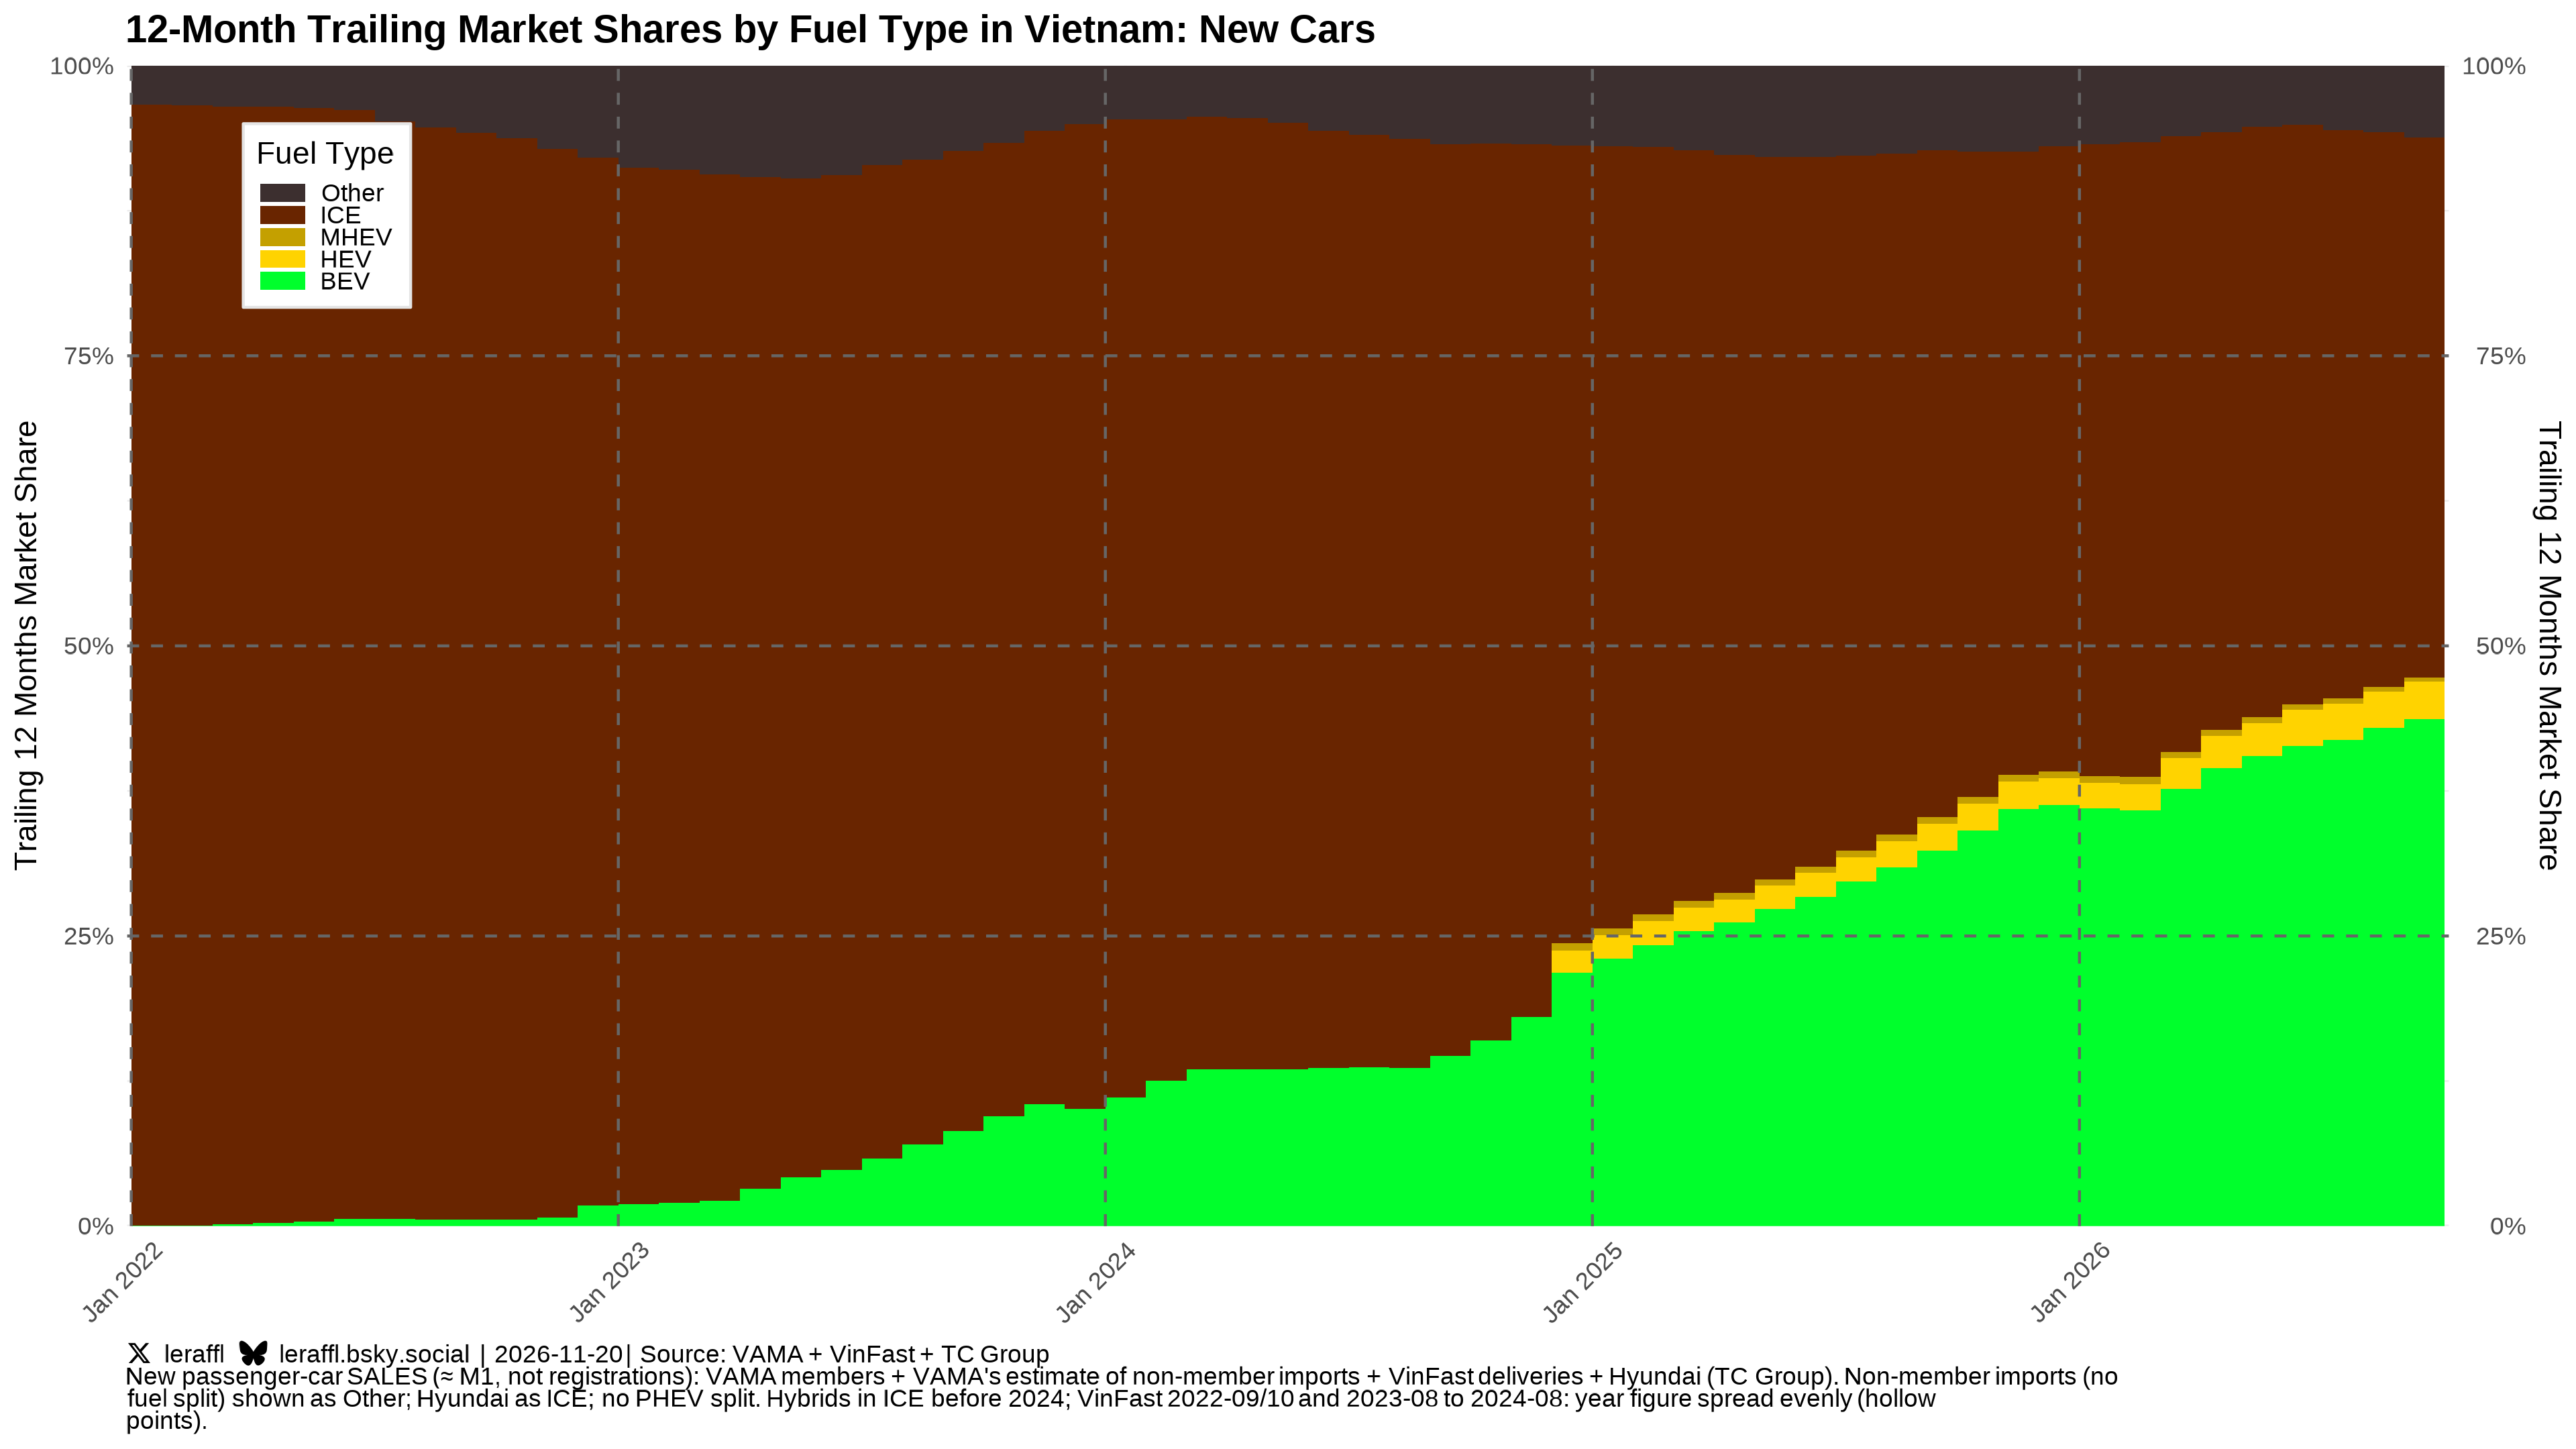 12-Month Trailing Market Shares by Fuel Type in Vietnam: New Cars
100%
100%
Fuel Type
Other
ICE
MHEV
HEV
BEV
75%
75%
Trailing 12 Months Market Share
Trailing 12 Months Market Share
50%
50%
25%
25%
0%
0%
Jan 2022
Jan 2023
Jan 2024
Jan 2025
Jan 2026
X leraffl leraffl.bsky.social | 2026-11-20| Source: VAMA + VinFast + TC Group
New passenger-car SALES (≈ M1, not registrations): VAMA members + VAMA's estimate of non-member imports + VinFast deliveries + Hyundai (TC Group). Non-member imports (no
fuel split) shown as Other; Hyundai as ICE; no PHEV split. Hybrids in ICE before 2024; VinFast 2022-09/10 and 2023-08 to 2024-08: year figure spread evenly (hollow
points).